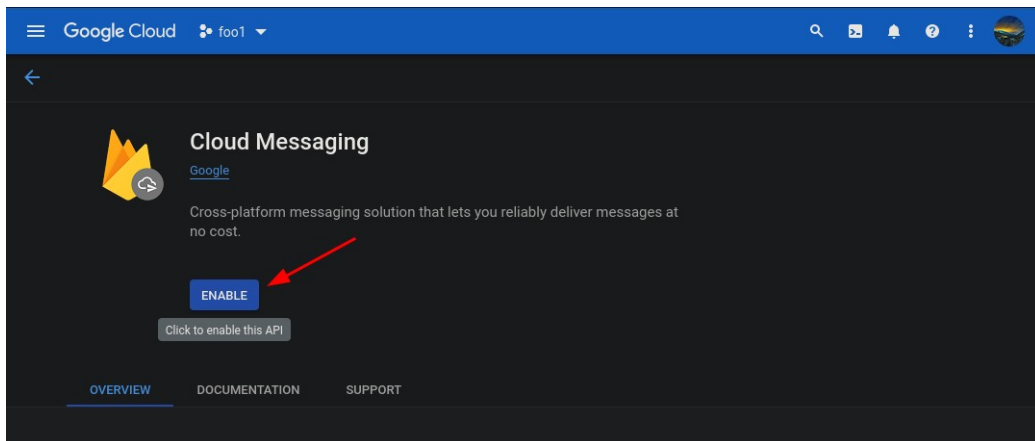 Google Cloud foo1
Cloud Messaging
Google
Cross-platform messaging solution that lets you reliably deliver messages at
no cost.
ENABLE
Click to enable this API
OVERVIEW DOCUMENTATION SUPPORT